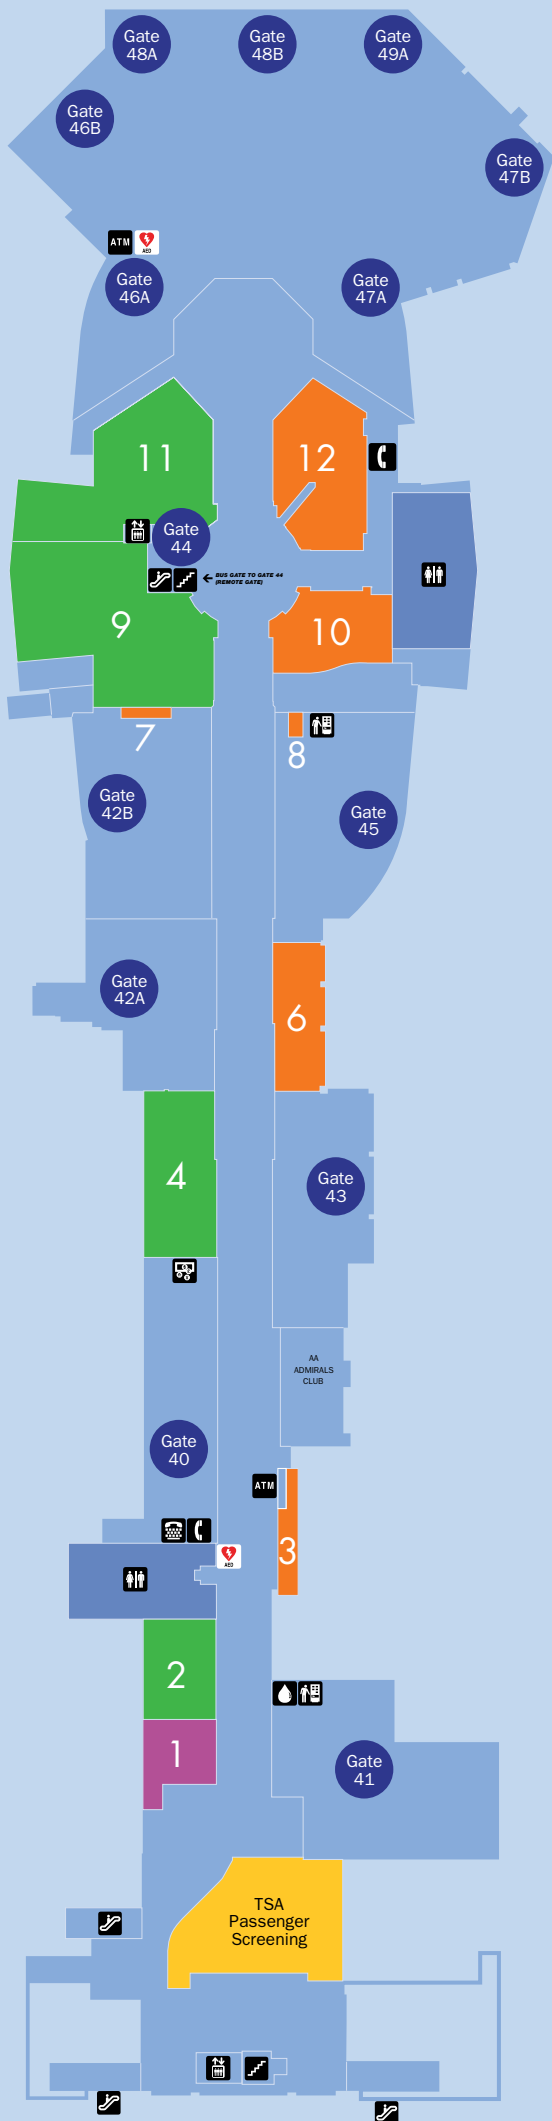 Gate
48A
Gate
48B
Gate
49A
Gate
46B
Gate
47B
ATM
AED
Gate
46A
Gate
47A
11
12
Gate
44
BUS GATE TO GATE 44
(REMOTE GATE)
9
10
7
8
Gate
42B
Gate
45
Gate
42A
6
4
Gate
43
AA
ADMIRALS
CLUB
Gate
40
ATM
3
AED
2
1
Gate
41
TSA
Passenger
Screening